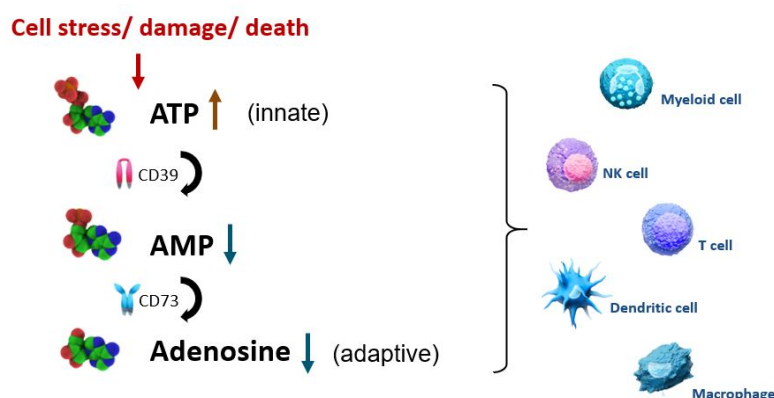 Cell stress/ damage/ death
ATP (innate)
CD39
AMP
CD73
Adenosine (adaptive)
Myeloid cell
NK cell
T cell
Dendritic cell
Macrophage